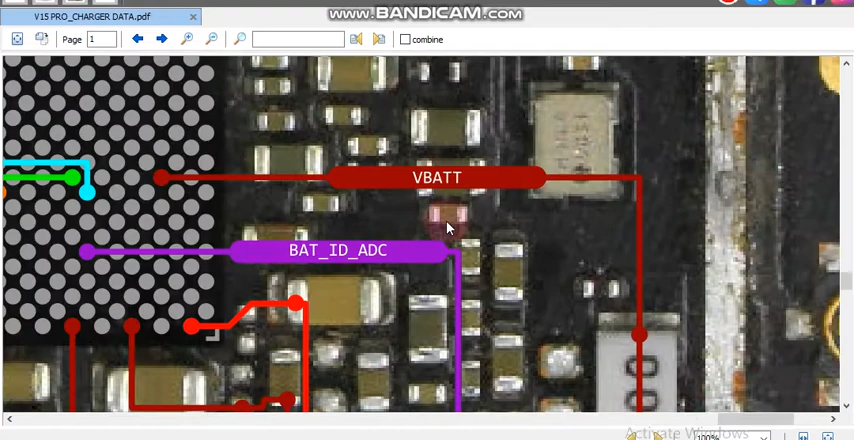 WWW.BANDICAM.COM
V15 PRO_CHARGER DATA.pdf
Page 1
combine
VBATT
BAT_ID_ADC
Activate Windows
100%